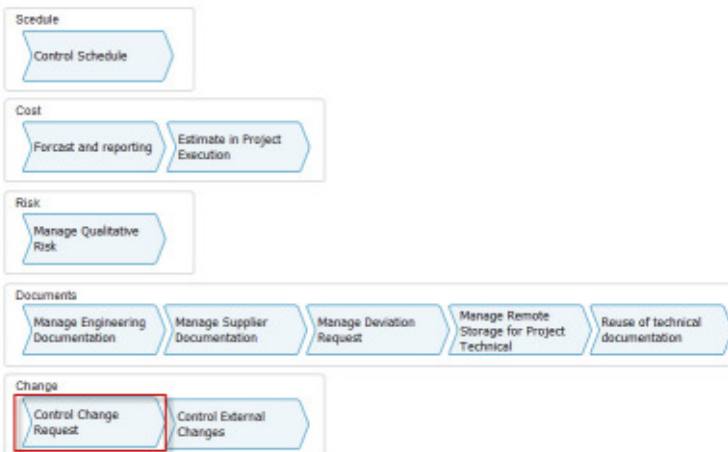 Scedule
Control Schedule
Cost
Forcast and reporting
Estimate in Project
Execution
Risk
Manage Qualitative
Risk
Documents
Manage Engineering
Documentation
Manage Supplier
Documentation
Manage Deviation
Request
Manage Remote
Storage for Project
Technical
Reuse of technical
documentation
Change
Control Change
Request
Control External
Changes